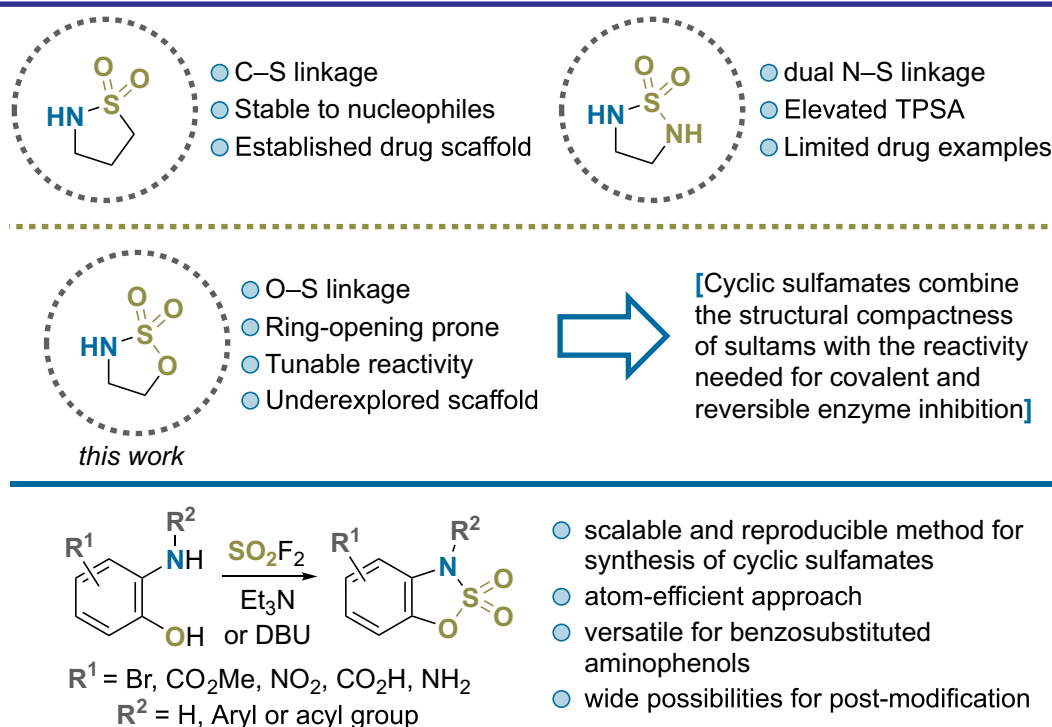 O O
S
HN
C–S linkage
Stable to nucleophiles
Established drug scaffold
O O
S
HN
NH
dual N–S linkage
Elevated TPSA
Limited drug examples
O O
S
HN
O
this work
O–S linkage
Ring-opening prone
Tunable reactivity
Underexplored scaffold
[Cyclic sulfamates combine
the structural compactness
of sultams with the reactivity
needed for covalent and
reversible enzyme inhibition]
R²
R¹
NH
OH
SO₂F₂
Et₃N
or DBU
R²
R¹
N
S
O
O
O
R¹ = Br, CO₂Me, NO₂, CO₂H, NH₂
R² = H, Aryl or acyl group
scalable and reproducible method for
synthesis of cyclic sulfamates
atom-efficient approach
versatile for benzosubstituted
aminophenols
wide possibilities for post-modification